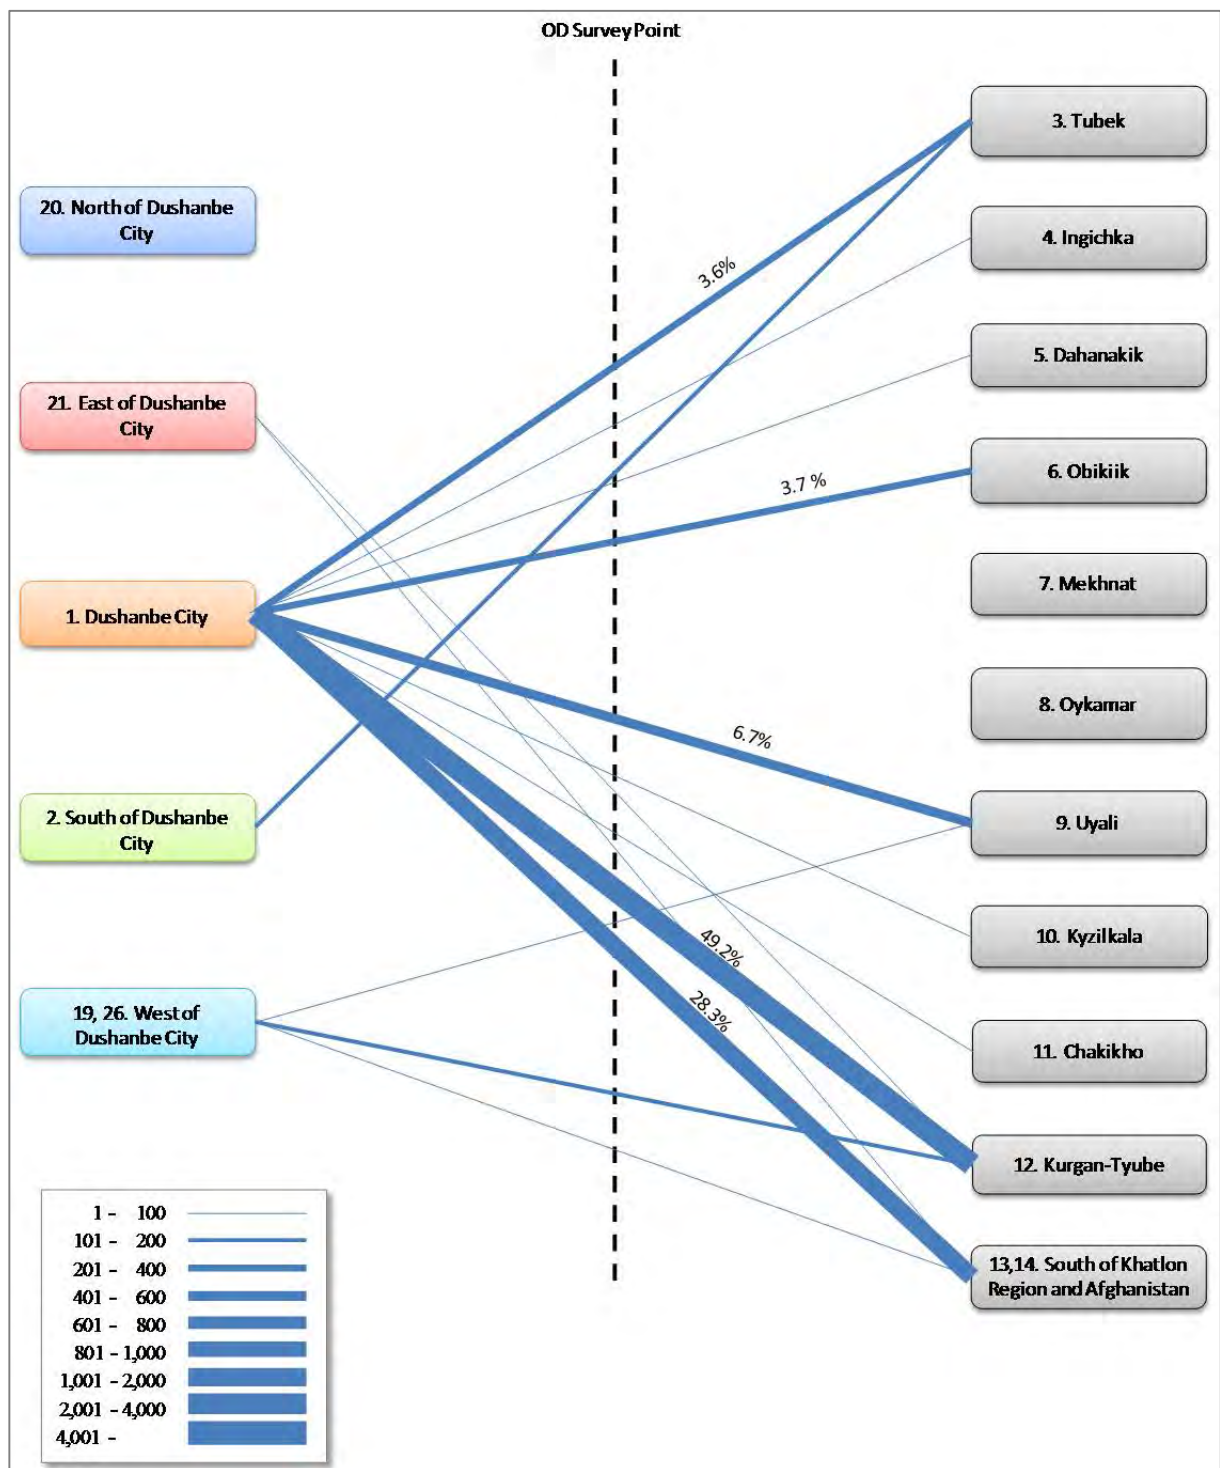 OD Survey Point
3. Tubek
20. North of Dushanbe
City
4. Ingichka
3.6%
5. Dahanakik
21. East of Dushanbe
City
6. Obikiik
3.7 %
7. Mekhnat
1. Dushanbe City
8. Oykamar
6.7%
2. South of Dushanbe
City
9. Uyali
10. Kyzilkala
49.2%
28.3%
19, 26. West of
Dushanbe City
11. Chakikho
12. Kurgan-Tyube
13,14. South of Khatlon
Region and Afghanistan
1 - 100
101 - 200
201 - 400
401 - 600
601 - 800
801 - 1,000
1,001 - 2,000
2,001 - 4,000
4,001 -